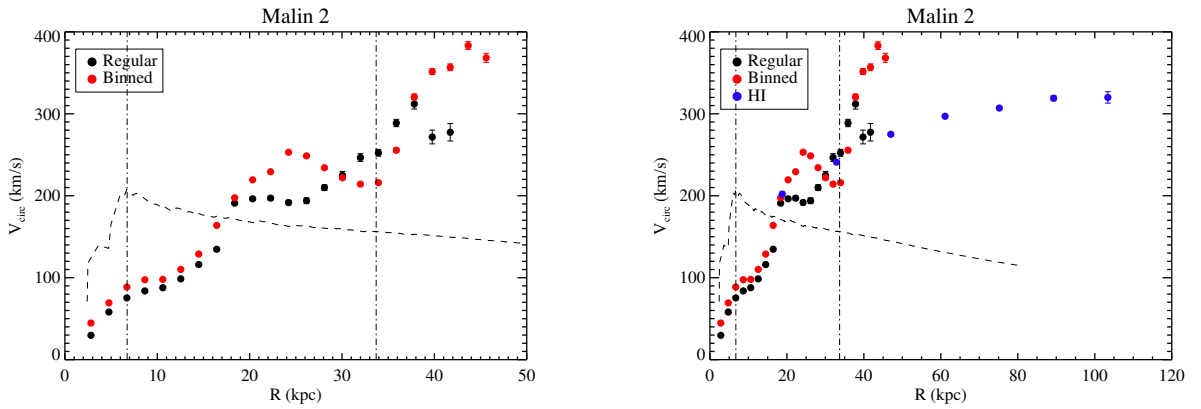 Malin 2
400
300
200
100
0
V_circ (km/s)
Regular
Binned
0 10 20 30 40 50
R (kpc)
Malin 2
400
300
200
100
0
V_circ (km/s)
Regular
Binned
HI
0 20 40 60 80 100 120
R (kpc)